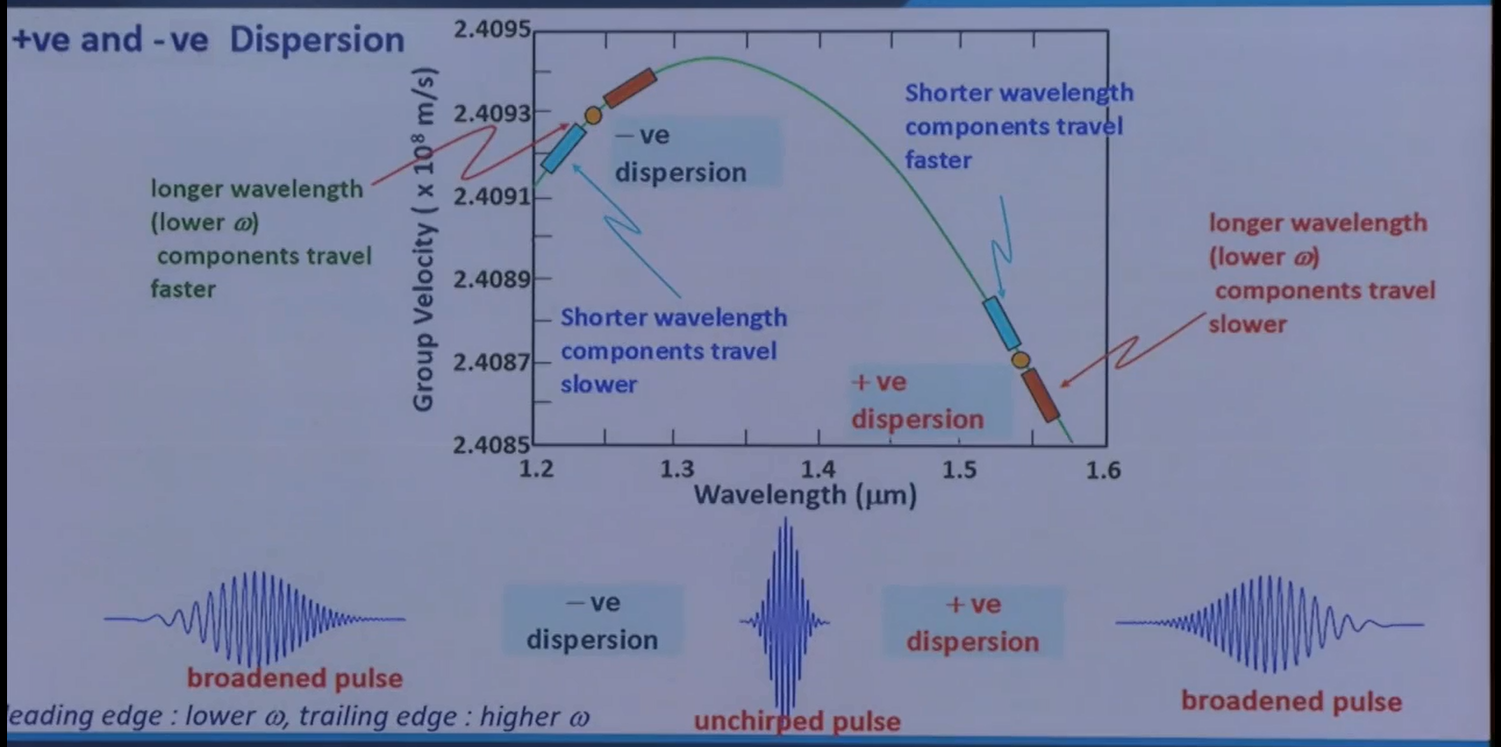 +ve and -ve Dispersion
2.4095
2.4093
2.4091
2.4089
2.4087
2.4085
Group Velocity ( x 10⁸ m/s)
1.2
1.3
1.4
1.5
1.6
Wavelength (μm)
longer wavelength
(lower ω)
components travel
faster
– ve
dispersion
Shorter wavelength
components travel
slower
Shorter wavelength
components travel
faster
+ ve
dispersion
longer wavelength
(lower ω)
components travel
slower
– ve
dispersion
+ ve
dispersion
broadened pulse
unchirped pulse
broadened pulse
eading edge : lower ω, trailing edge : higher ω